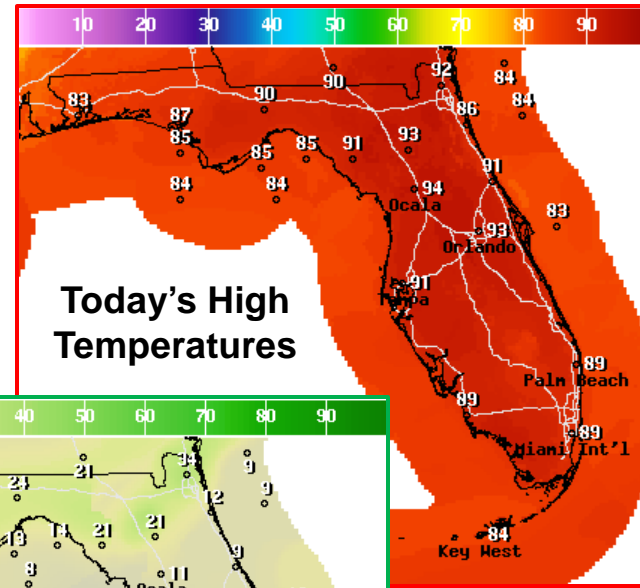 10 20 30 40 50 60 70 80 90
90 92 84
83 90 84
87 86
85 85 85 91 93
91
84 84 94
Ocala
83
93
Orlando
91
Tampa
Today's High
Temperatures
89
Palm Beach
89
89
Miami Int'l
84
Key West
40 50 60 70 80 90
21 9
24 12 9
14 21 21
9
8 11